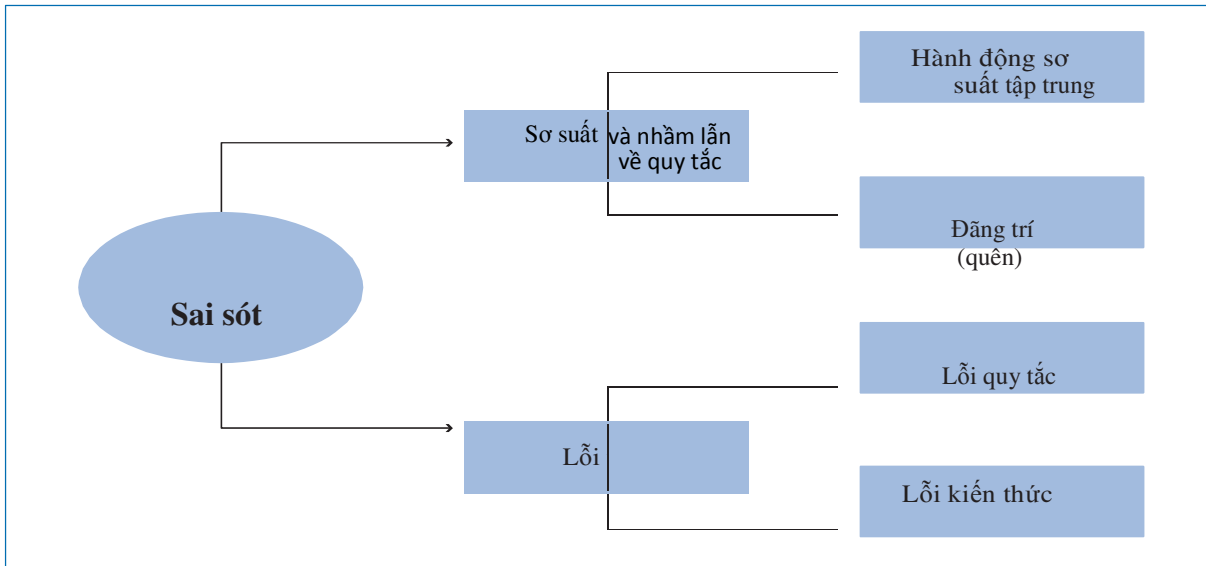 Hành động sơ
suất tập trung
Sơ suất và nhầm lẫn
về quy tắc
Đãng trí
(quên)
Sai sót
Lỗi quy tắc
Lỗi
Lỗi kiến thức